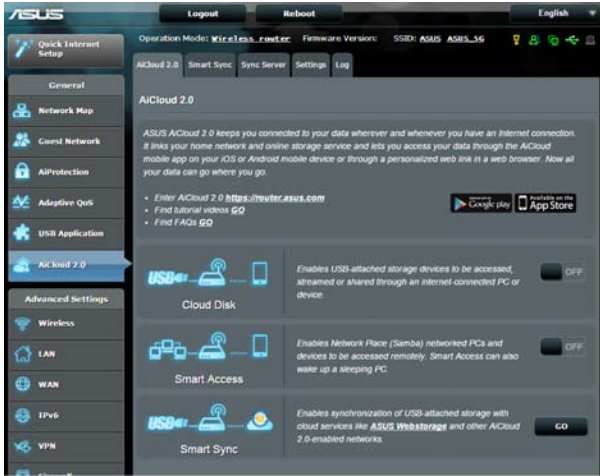 ASUS
Logout
Reboot
English
Quick Internet
Setup
Operation Mode: Wireless router Firmware Version: SSID: ASUS ASUS_5G
AiCloud 2.0 Smart Sync Sync Server Settings Log
General
Network Map
Guest Network
AiProtection
Adaptive QoS
USB Application
AiCloud 2.0
Advanced Settings
Wireless
LAN
WAN
IPv6
VPN
AiCloud 2.0
ASUS AiCloud 2.0 keeps you connected to your data wherever and whenever you have an Internet connection.
It links your home network and online storage service and lets you access your data through the AiCloud
mobile app on your iOS or Android mobile device or through a personalized web link in a web browser. Now all
your data can go where you go.
• Enter AiCloud 2.0 https://router.asus.com
• Find tutorial videos GO
• Find FAQs GO
Google play
Available on the
App Store
USB
Cloud Disk
Enables USB-attached storage devices to be accessed,
streamed or shared through an internet-connected PC or
device.
OFF
Smart Access
Enables Network Place (Samba) networked PCs and
devices to be accessed remotely. Smart Access can also
wake up a sleeping PC.
OFF
USB
Smart Sync
Enables synchronization of USB-attached storage with
cloud services like ASUS Webstorage and other AiCloud
2.0-enabled networks.
GO